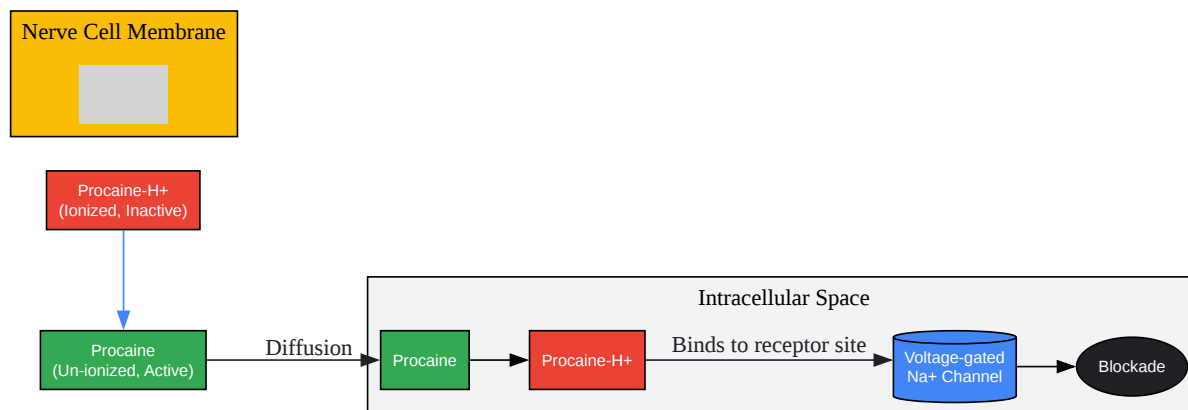 Nerve Cell Membrane
Procaine-H+
(Ionized, Inactive)
Intracellular Space
Procaine
(Un-ionized, Active)
Diffusion
Procaine
Procaine-H+
Binds to receptor site
Voltage-gated
Na+ Channel
Blockade